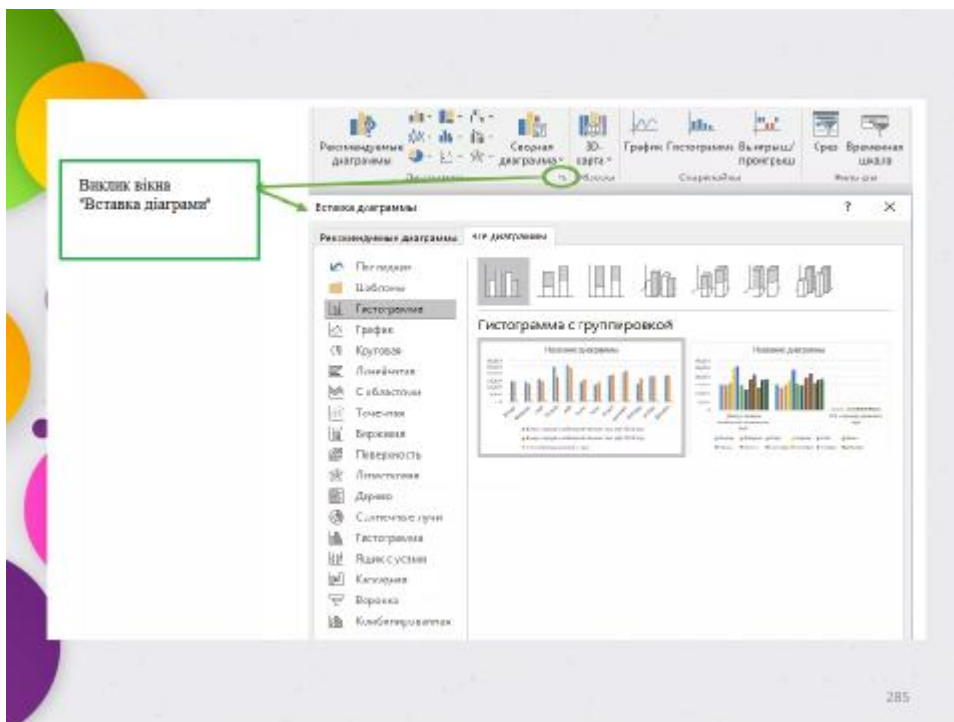 Рекомендуемые
диаграммы
Сводная
диаграмма
3D-
карта
График Гистограмма Выигрыш/
проигрыш
Срез Временная
шкала
Спарклайны
Виклик вікна
"Вставка діаграми"
Вставка диаграммы ? ✕
Рекомендуемые диаграммы Все диаграммы
Последние
Шаблоны
Гистограмма
График
Круговая
Линейчатая
С областями
Точечная
Биржевая
Поверхность
Лепестковая
Дерево
Солнечные лучи
Гистограмма
Ящик с усами
Каскадная
Воронка
Комбинированная
Гистограмма с группировкой
Название диаграммы
Название диаграммы
285